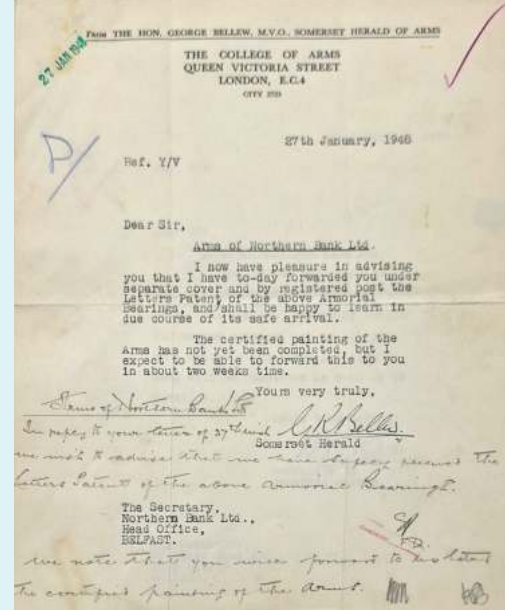 From THE HON. GEORGE BELLEW, M.V.O., SOMERSET HERALD OF ARMS
27 JAN 1948
THE COLLEGE OF ARMS
QUEEN VICTORIA STREET
LONDON, E.C.4
27th January, 1948
Ref. Y/V
Dear Sir,
Arms of Northern Bank Ltd.
I now have pleasure in advising
you that I have to-day forwarded you under
separate cover and by registered post the
Letters Patent of the above Armorial
Bearings, and shall be happy to learn in
due course of its safe arrival.
The certified painting of the
Arms has not yet been completed, but I
expect to be able to forward this to you
in about two weeks time.
Yours very truly,
Arms of Northern Bank Ltd
In reply to your letter of 27th
Somerset Herald
we wish to advise that we have safely received the
Letters Patent of the above Armorial Bearings.
The Secretary,
Northern Bank Ltd.,
Head Office,
BELFAST.
we note that you will forward to us later
the certified painting of the Arms.